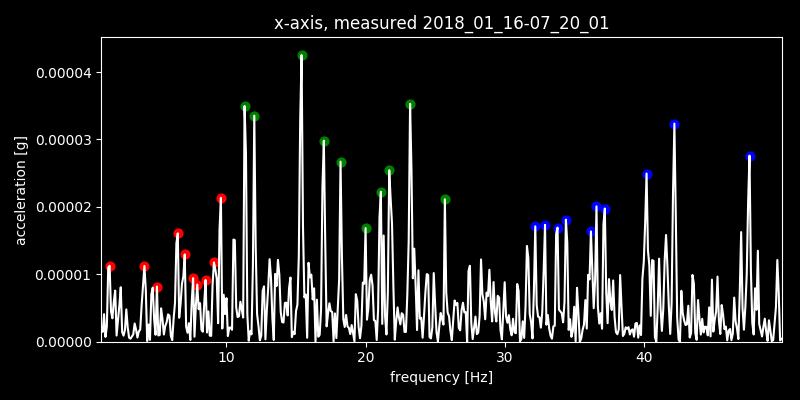 x-axis, measured 2018_01_16-07_20_01
acceleration [g]
0.00004
0.00003
0.00002
0.00001
0.00000
10 20 30 40
frequency [Hz]